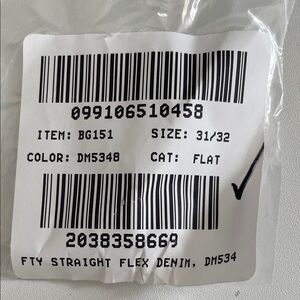 099106510458
ITEM: BG151 SIZE: 31/32
COLOR: DM5348 CAT: FLAT
2038358669
FTY STRAIGHT FLEX DENIM, DM534